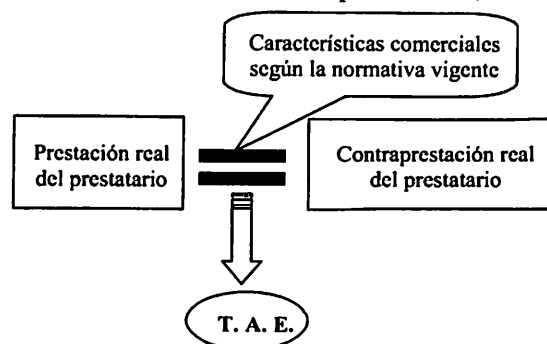 Características comerciales
según la normativa vigente
Prestación real
del prestatario
Contraprestación real
del prestatario
T. A. E.